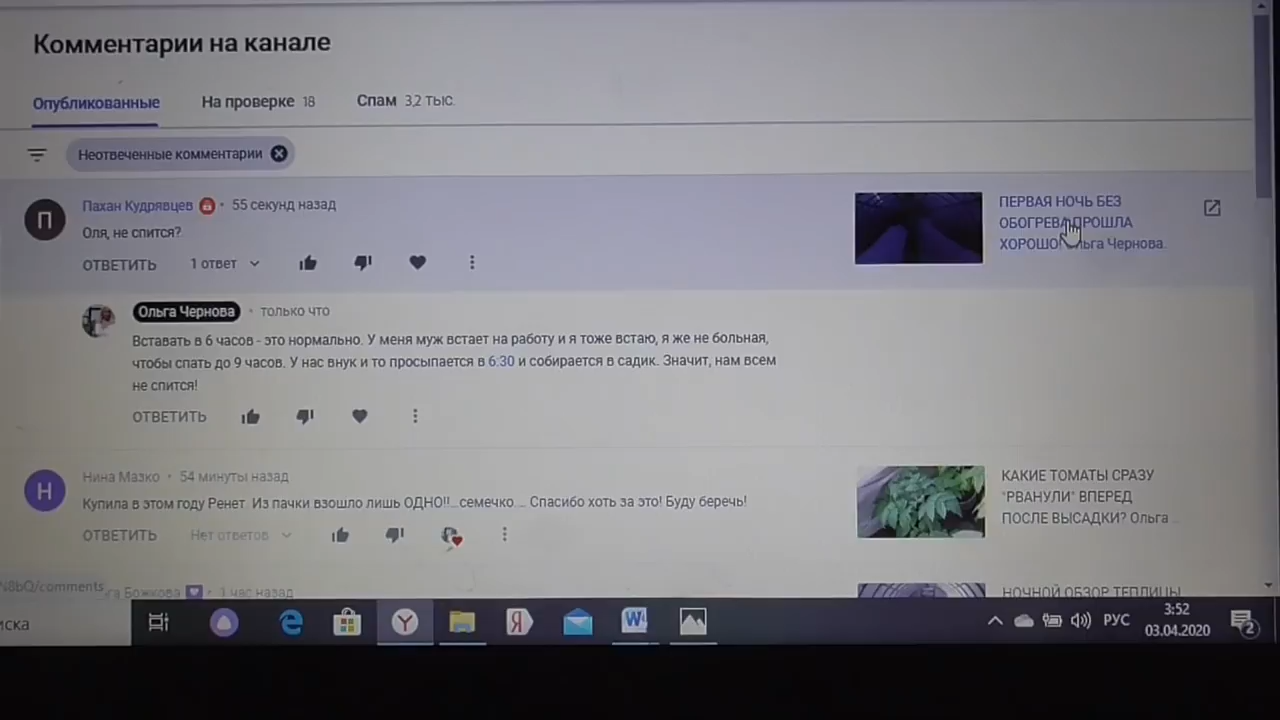 Комментарии на канале
Опубликованные На проверке 18 Спам 3,2 тыс.
Неотвеченные комментарии
П
Пахан Кудрявцев • 55 секунд назад
Оля, не спится?
ОТВЕТИТЬ 1 ответ
ПЕРВАЯ НОЧЬ БЕЗ
ОБОГРЕВА ПРОШЛА
ХОРОШО! Ольга Чернова.
Ольга Чернова • только что
Вставать в 6 часов - это нормально. У меня муж встает на работу и я тоже встаю, я же не больная,
чтобы спать до 9 часов. У нас внук и то просыпается в 6:30 и собирается в садик. Значит, нам всем
не спится!
ОТВЕТИТЬ
Н
Нина Мазко • 54 минуты назад
Купила в этом году Ренет. Из пачки взошло лишь ОДНО!!...семечко..... Спасибо хоть за это! Буду беречь!
ОТВЕТИТЬ Нет ответов
КАКИЕ ТОМАТЫ СРАЗУ
"РВАНУЛИ" ВПЕРЕД
ПОСЛЕ ВЫСАДКИ? Ольга ...
N8bQ/comments
га Божкова • 1 час назад
НОЧНОЙ ОБЗОР ТЕПЛИЦЫ
иска
РУС
3:52
03.04.2020
2